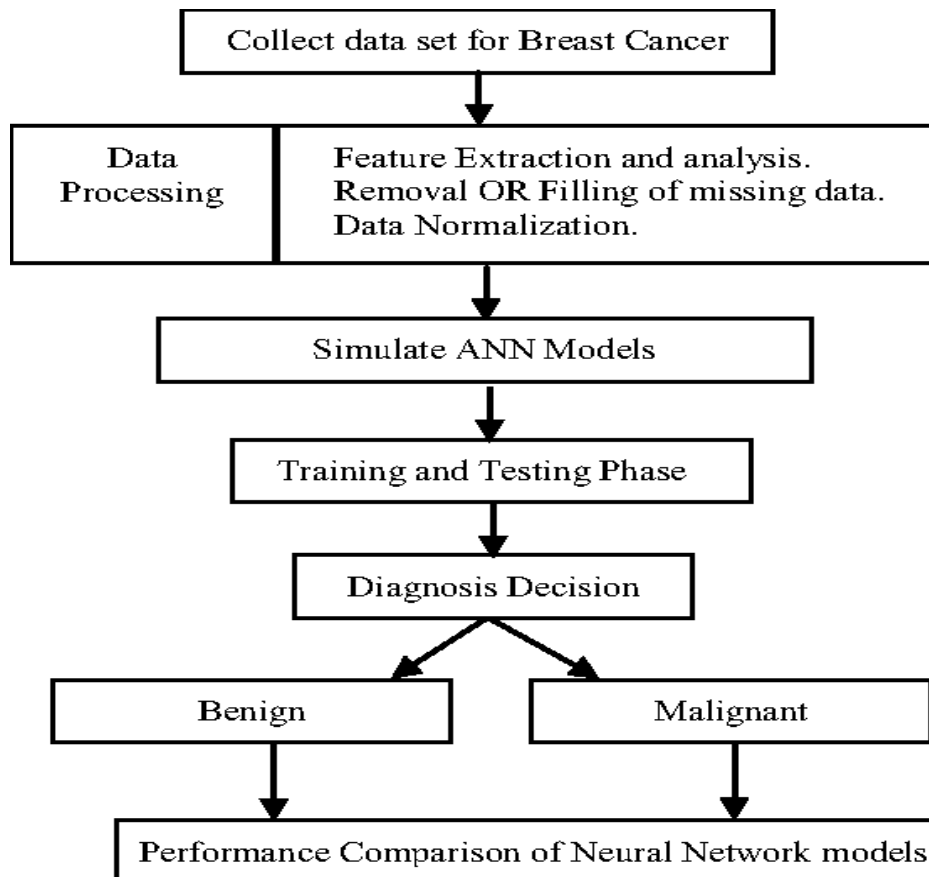 Collect data set for Breast Cancer
Data
Processing
Feature Extraction and analysis.
Removal OR Filling of missing data.
Data Normalization.
Simulate ANN Models
Training and Testing Phase
Diagnosis Decision
Benign
Malignant
Performance Comparison of Neural Network models